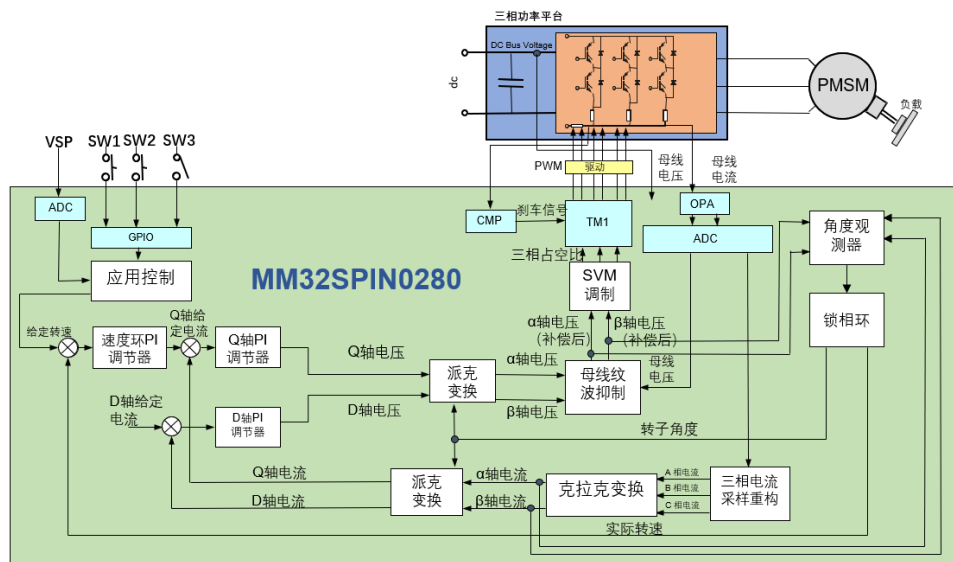 三相功率平台
DC Bus Voltage
dc
PMSM
负载
VSP
SW1
SW2
SW3
PWM
驱动
母线
电压
母线
电流
ADC
GPIO
CMP
刹车信号
TM1
OPA
ADC
角度观
测器
三相占空比
应用控制
MM32SPIN0280
SVM
调制
锁相环
给定转速
Q轴给
定电流
速度环PI
调节器
Q轴PI
调节器
α轴电压
(补偿后)
β轴电压
(补偿后)
母线
电压
Q轴电压
派克
变换
α轴电压
母线纹
波抑制
D轴给定
电流
D轴PI
调节器
D轴电压
β轴电压
转子角度
Q轴电流
D轴电流
派克
变换
α轴电流
β轴电流
克拉克变换
A 相电流
B 相电流
C 相电流
三相电流
采样重构
实际转速